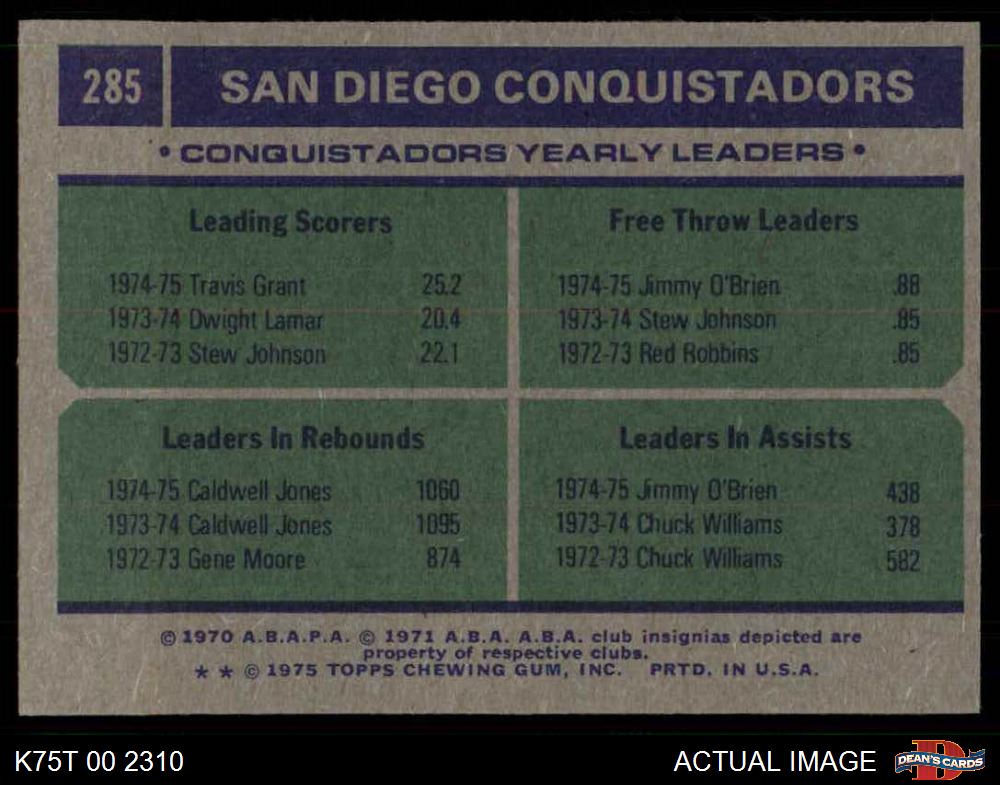 285 SAN DIEGO CONQUISTADORS
• CONQUISTADORS YEARLY LEADERS •
Leading Scorers
1974-75 Travis Grant 25.2
1973-74 Dwight Lamar 20.4
1972-73 Stew Johnson 22.1
Free Throw Leaders
1974-75 Jimmy O'Brien .88
1973-74 Stew Johnson .85
1972-73 Red Robbins .85
Leaders In Rebounds
1974-75 Caldwell Jones 1060
1973-74 Caldwell Jones 1095
1972-73 Gene Moore 874
Leaders In Assists
1974-75 Jimmy O'Brien 438
1973-74 Chuck Williams 378
1972-73 Chuck Williams 582
© 1970 A.B.A.P.A. © 1971 A.B.A. A.B.A. club insignias depicted are
property of respective clubs.
* * © 1975 TOPPS CHEWING GUM, INC. PRTD. IN U.S.A.
K75T 00 2310
ACTUAL IMAGE
D
DEAN'S CARDS